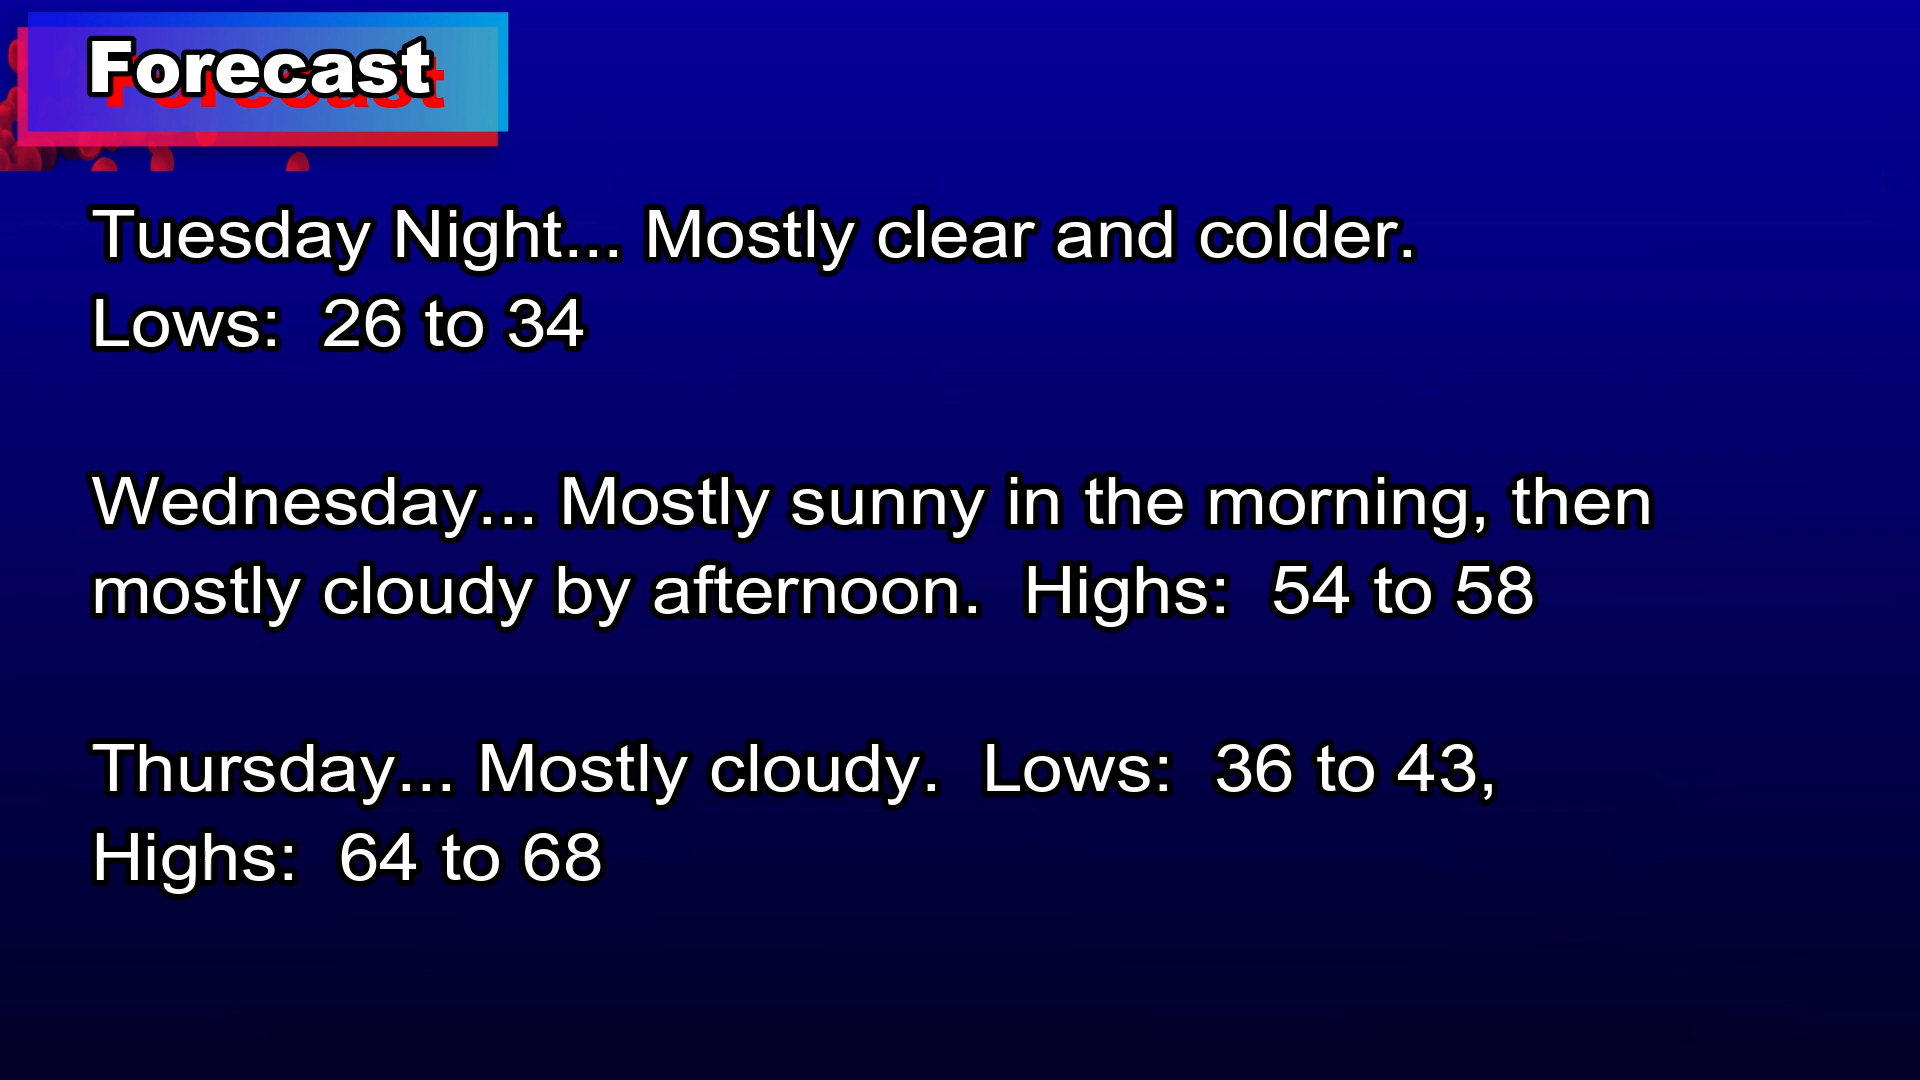 Forecast
Tuesday Night... Mostly clear and colder.
Lows:  26 to 34
Wednesday... Mostly sunny in the morning, then
mostly cloudy by afternoon.  Highs:  54 to 58
Thursday... Mostly cloudy.  Lows:  36 to 43,
Highs:  64 to 68